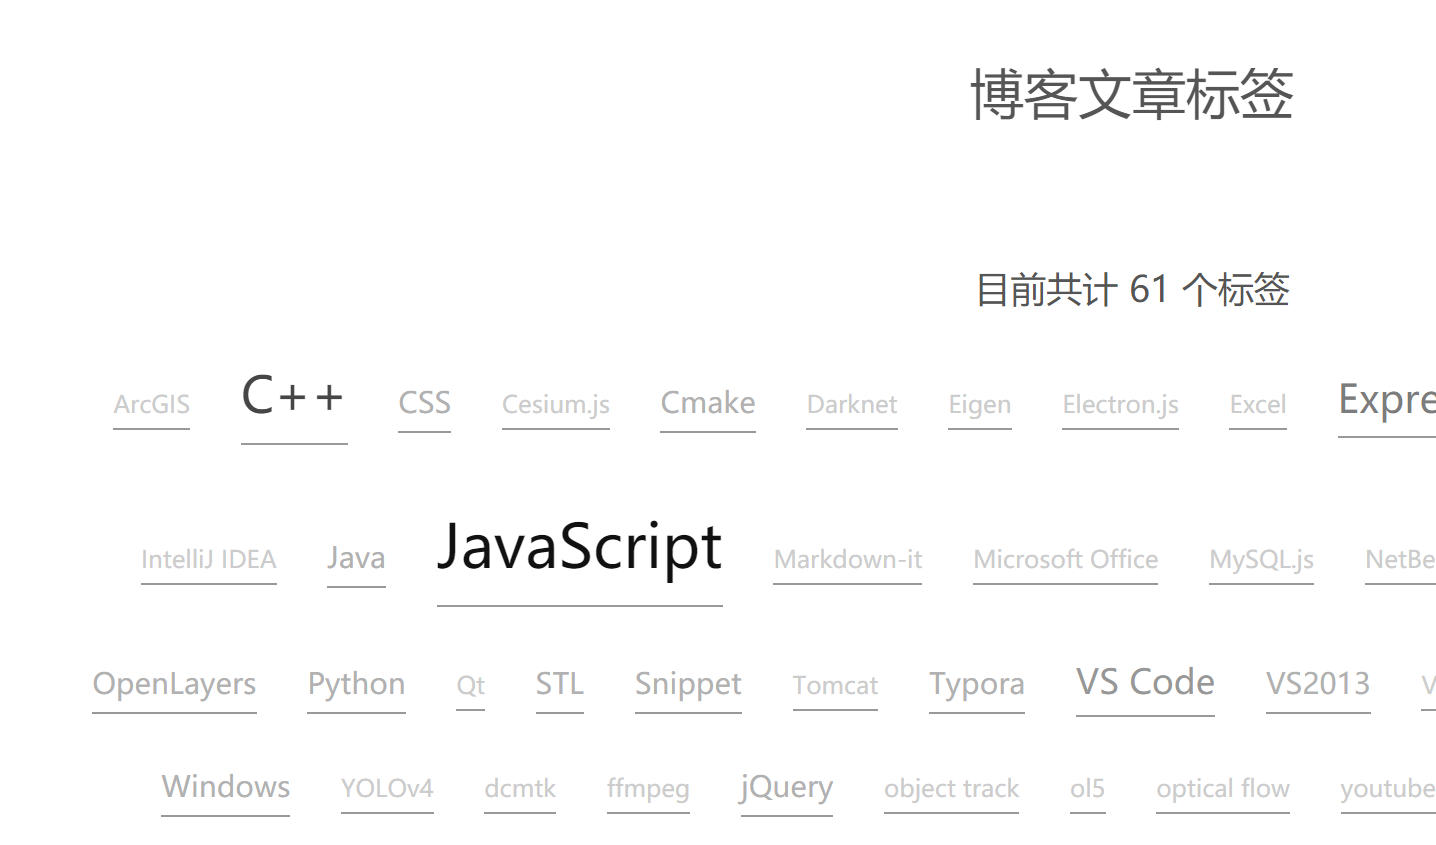 博客文章标签
目前共计 61 个标签
ArcGIS C++ CSS Cesium.js Cmake Darknet Eigen Electron.js Excel Expre
IntelliJ IDEA Java JavaScript Markdown-it Microsoft Office MySQL.js NetBe
OpenLayers Python Qt STL Snippet Tomcat Typora VS Code VS2013 V
Windows YOLOv4 dcmtk ffmpeg jQuery object track ol5 optical flow youtube